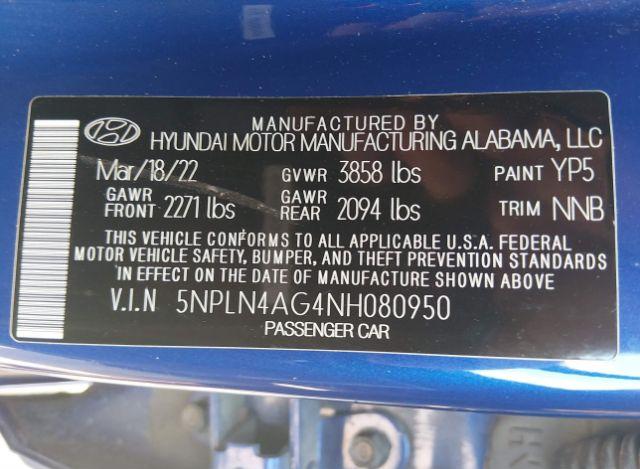 MANUFACTURED BY
HYUNDAI MOTOR MANUFACTURING ALABAMA, LLC
Mar/18/22 GVWR 3858 lbs PAINT YP5
GAWR FRONT 2271 lbs GAWR REAR 2094 lbs TRIM NNB
THIS VEHICLE CONFORMS TO ALL APPLICABLE U.S.A. FEDERAL
MOTOR VEHICLE SAFETY, BUMPER, AND THEFT PREVENTION STANDARDS
IN EFFECT ON THE DATE OF MANUFACTURE SHOWN ABOVE
V.I.N 5NPLN4AG4NH080950
PASSENGER CAR